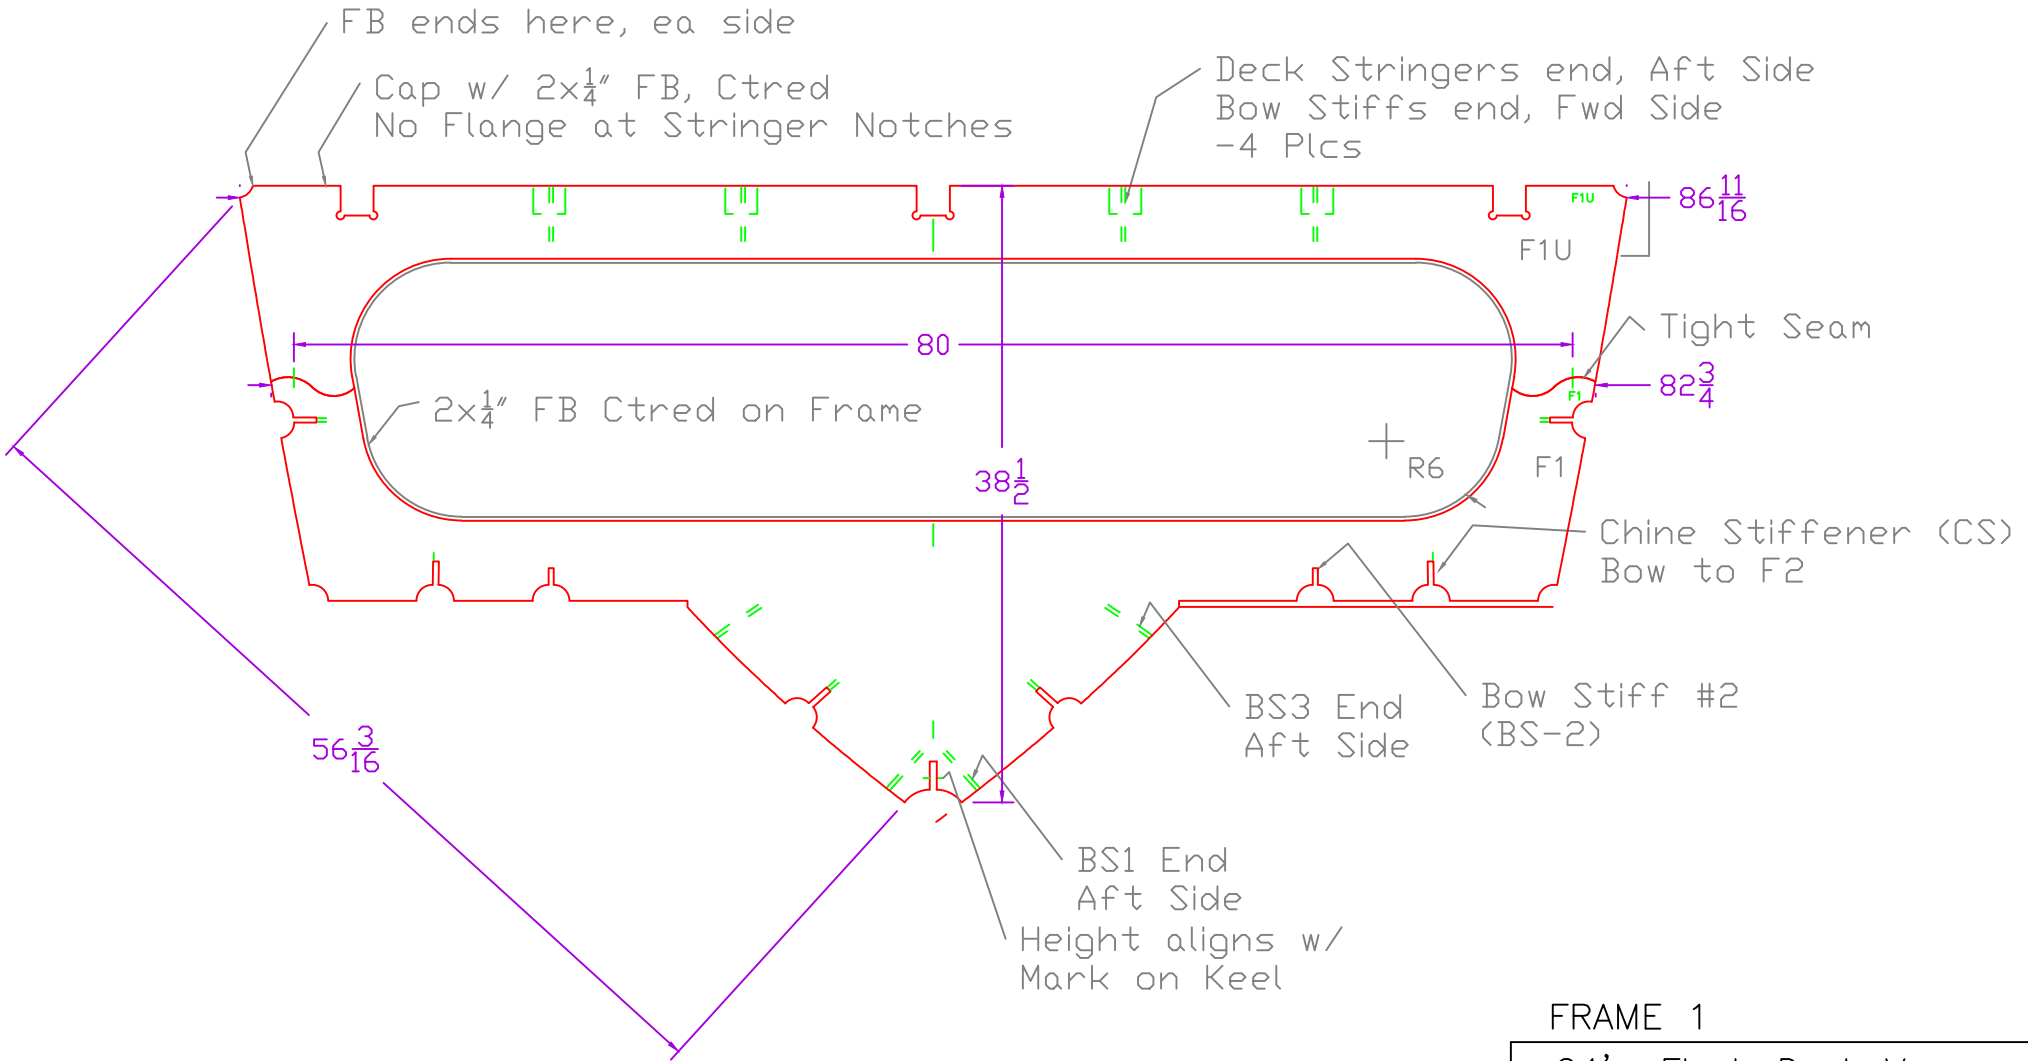 FB ends here, ea side
Cap w/ 2x1/4" FB, Ctred
No Flange at Stringer Notches
Deck Stringers end, Aft Side
Bow Stiffs end, Fwd Side
-4 Plcs
86 11/16
F1U
F1U
Tight Seam
80
82 3/4
F1
2x1/4" FB Ctred on Frame
R6
F1
38 1/2
Chine Stiffener (CS)
Bow to F2
BS3 End
Aft Side
Bow Stiff #2
(BS-2)
56 3/16
BS1 End
Aft Side
Height aligns w/
Mark on Keel
FRAME 1